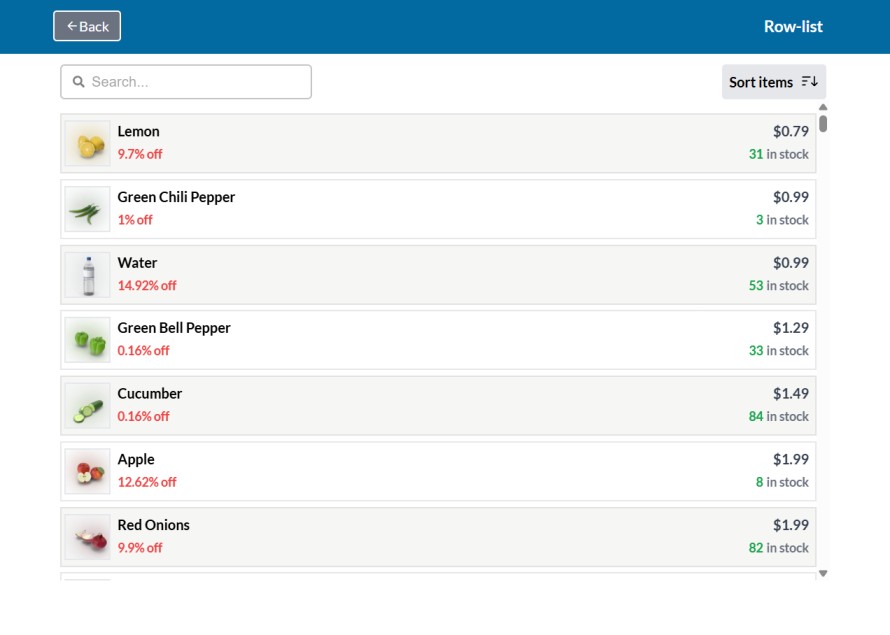 Back
Row-list
Search...
Sort items
Lemon
$0.79
9.7% off
31 in stock
Green Chili Pepper
$0.99
1% off
3 in stock
Water
$0.99
14.92% off
53 in stock
Green Bell Pepper
$1.29
0.16% off
33 in stock
Cucumber
$1.49
0.16% off
84 in stock
Apple
$1.99
12.62% off
8 in stock
Red Onions
$1.99
9.9% off
82 in stock